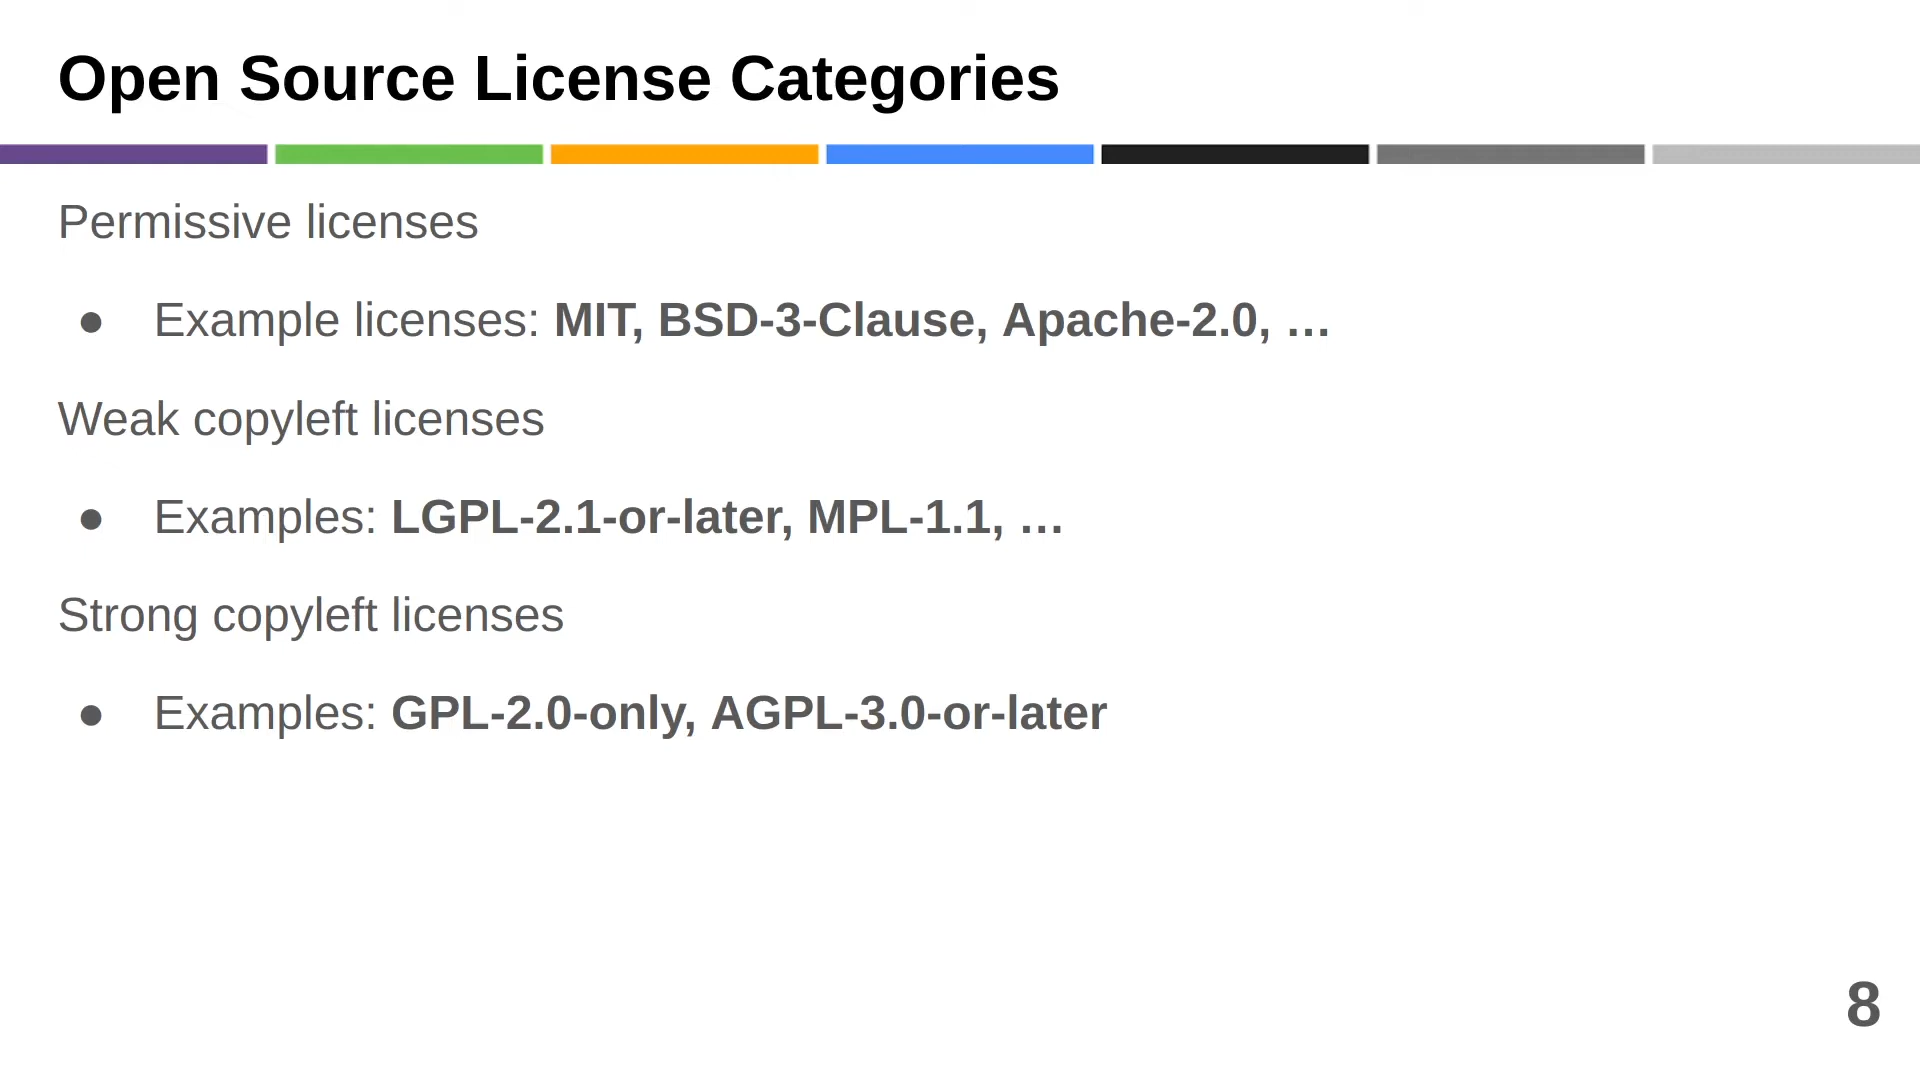 Open Source License Categories
Permissive licenses
● Example licenses: MIT, BSD-3-Clause, Apache-2.0, …
Weak copyleft licenses
● Examples: LGPL-2.1-or-later, MPL-1.1, …
Strong copyleft licenses
● Examples: GPL-2.0-only, AGPL-3.0-or-later
8